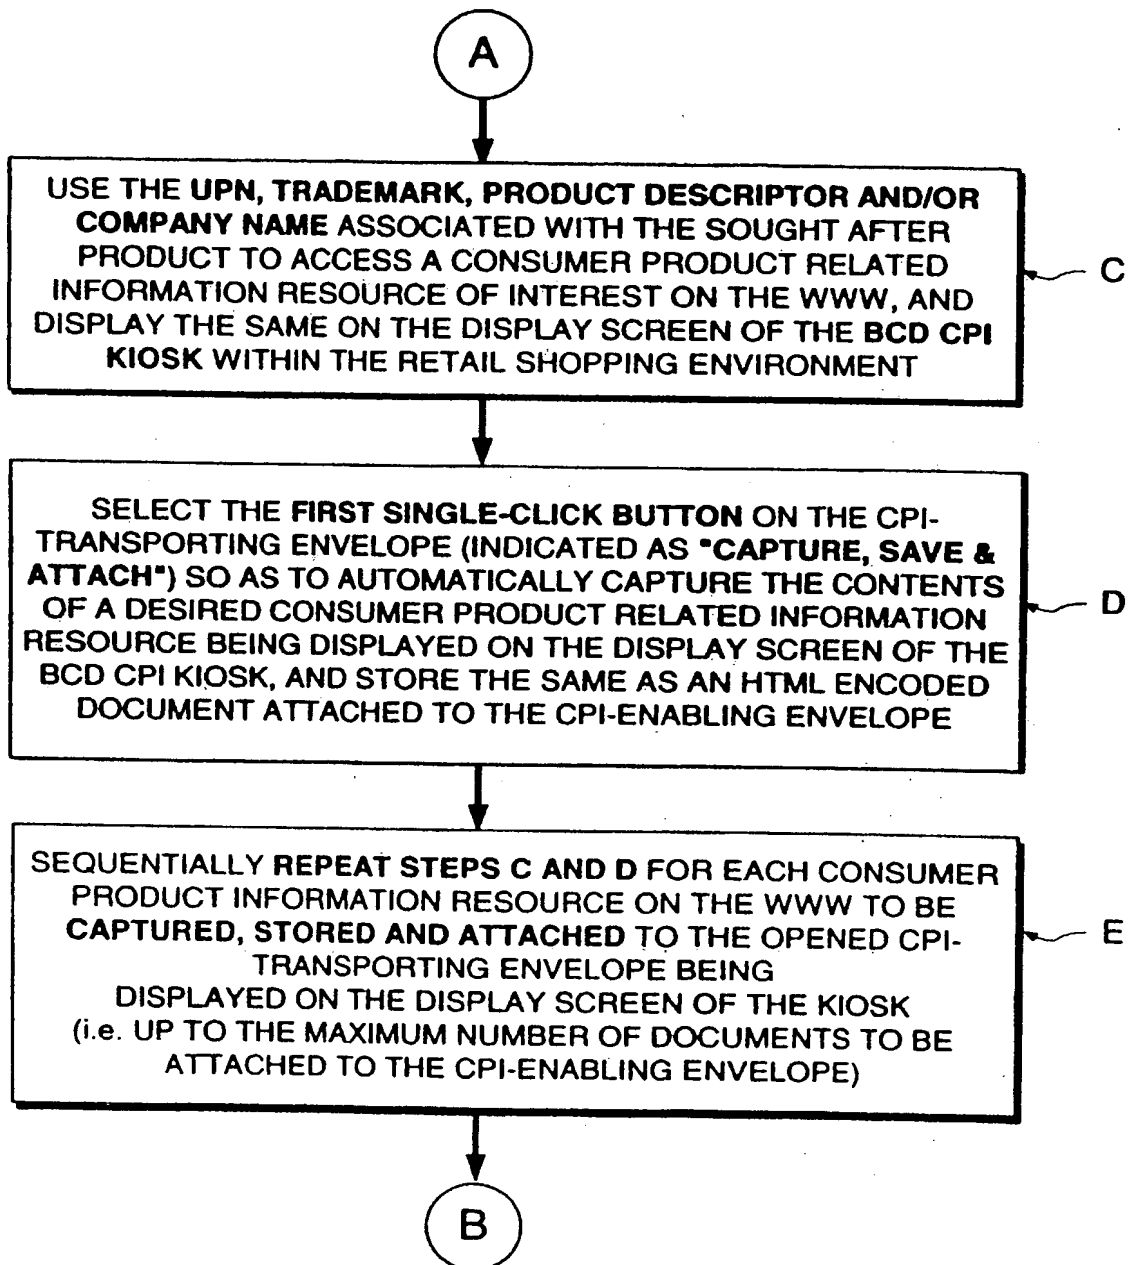 A
USE THE UPN, TRADEMARK, PRODUCT DESCRIPTOR AND/OR
COMPANY NAME ASSOCIATED WITH THE SOUGHT AFTER
PRODUCT TO ACCESS A CONSUMER PRODUCT RELATED
INFORMATION RESOURCE OF INTEREST ON THE WWW, AND
DISPLAY THE SAME ON THE DISPLAY SCREEN OF THE BCD CPI
KIOSK WITHIN THE RETAIL SHOPPING ENVIRONMENT
C
SELECT THE FIRST SINGLE-CLICK BUTTON ON THE CPI-
TRANSPORTING ENVELOPE (INDICATED AS "CAPTURE, SAVE &
ATTACH") SO AS TO AUTOMATICALLY CAPTURE THE CONTENTS
OF A DESIRED CONSUMER PRODUCT RELATED INFORMATION
RESOURCE BEING DISPLAYED ON THE DISPLAY SCREEN OF THE
BCD CPI KIOSK, AND STORE THE SAME AS AN HTML ENCODED
DOCUMENT ATTACHED TO THE CPI-ENABLING ENVELOPE
D
SEQUENTIALLY REPEAT STEPS C AND D FOR EACH CONSUMER
PRODUCT INFORMATION RESOURCE ON THE WWW TO BE
CAPTURED, STORED AND ATTACHED TO THE OPENED CPI-
TRANSPORTING ENVELOPE BEING
DISPLAYED ON THE DISPLAY SCREEN OF THE KIOSK
(i.e. UP TO THE MAXIMUM NUMBER OF DOCUMENTS TO BE
ATTACHED TO THE CPI-ENABLING ENVELOPE)
E
B